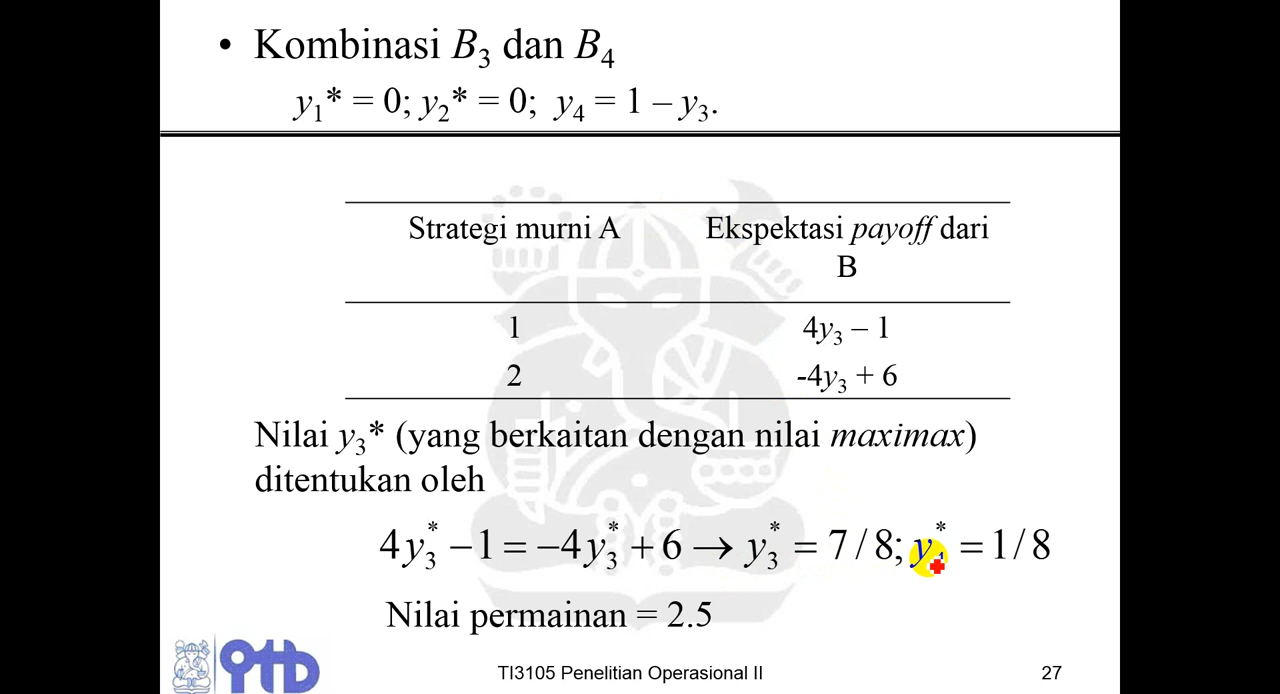 • Kombinasi B₃ dan B₄
y₁* = 0; y₂* = 0; y₄ = 1 – y₃.
Strategi murni A Ekspektasi payoff dari B
1 4y₃ – 1
2 -4y₃ + 6
Nilai y₃* (yang berkaitan dengan nilai maximax)
ditentukan oleh
4y₃* − 1 = −4y₃* + 6 → y₃* = 7 / 8; y₄* = 1 / 8
Nilai permainan = 2.5
itb
TI3105 Penelitian Operasional II
27